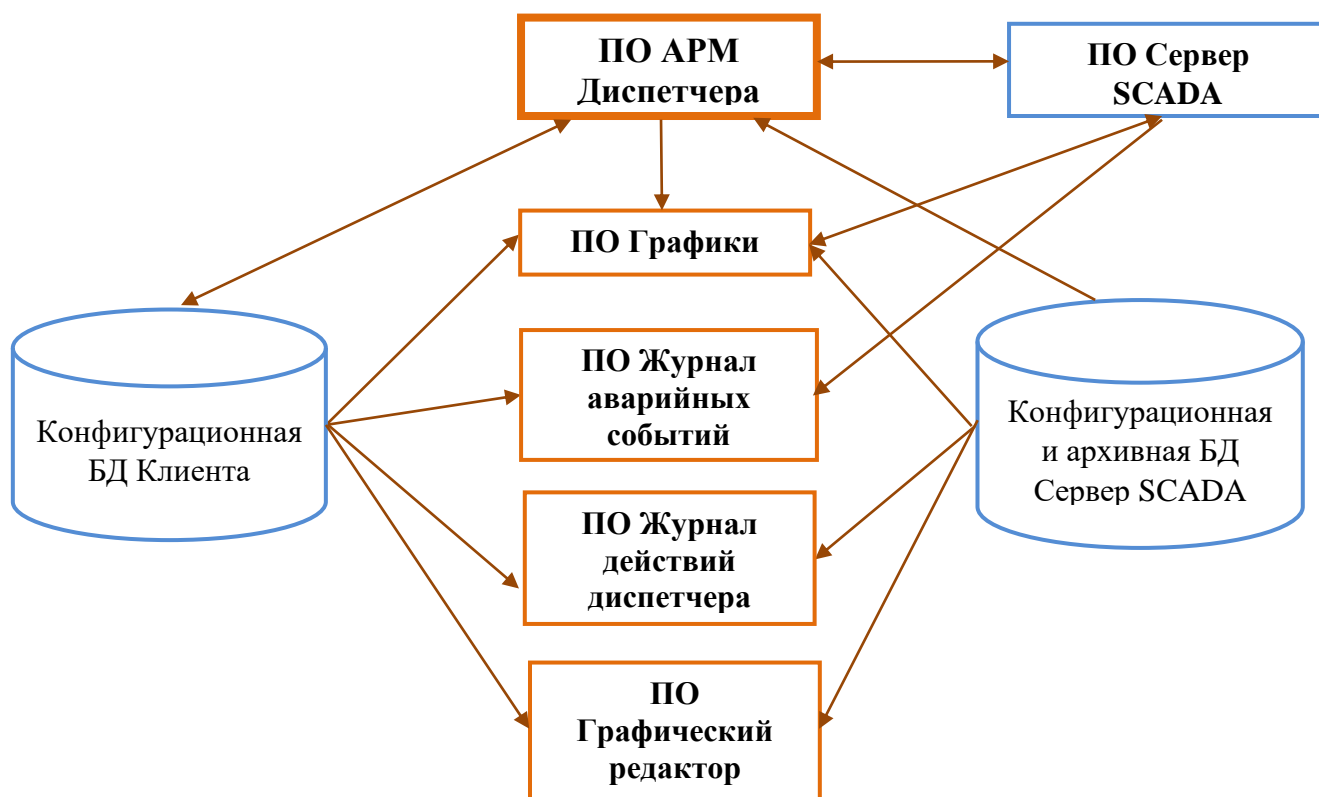 ПО АРМ
Диспетчера
ПО Сервер
SCADA
ПО Графики
ПО Журнал
аварийных
событий
Конфигурационная
БД Клиента
Конфигурационная
и архивная БД
Сервер SCADA
ПО Журнал
действий
диспетчера
ПО
Графический
редактор